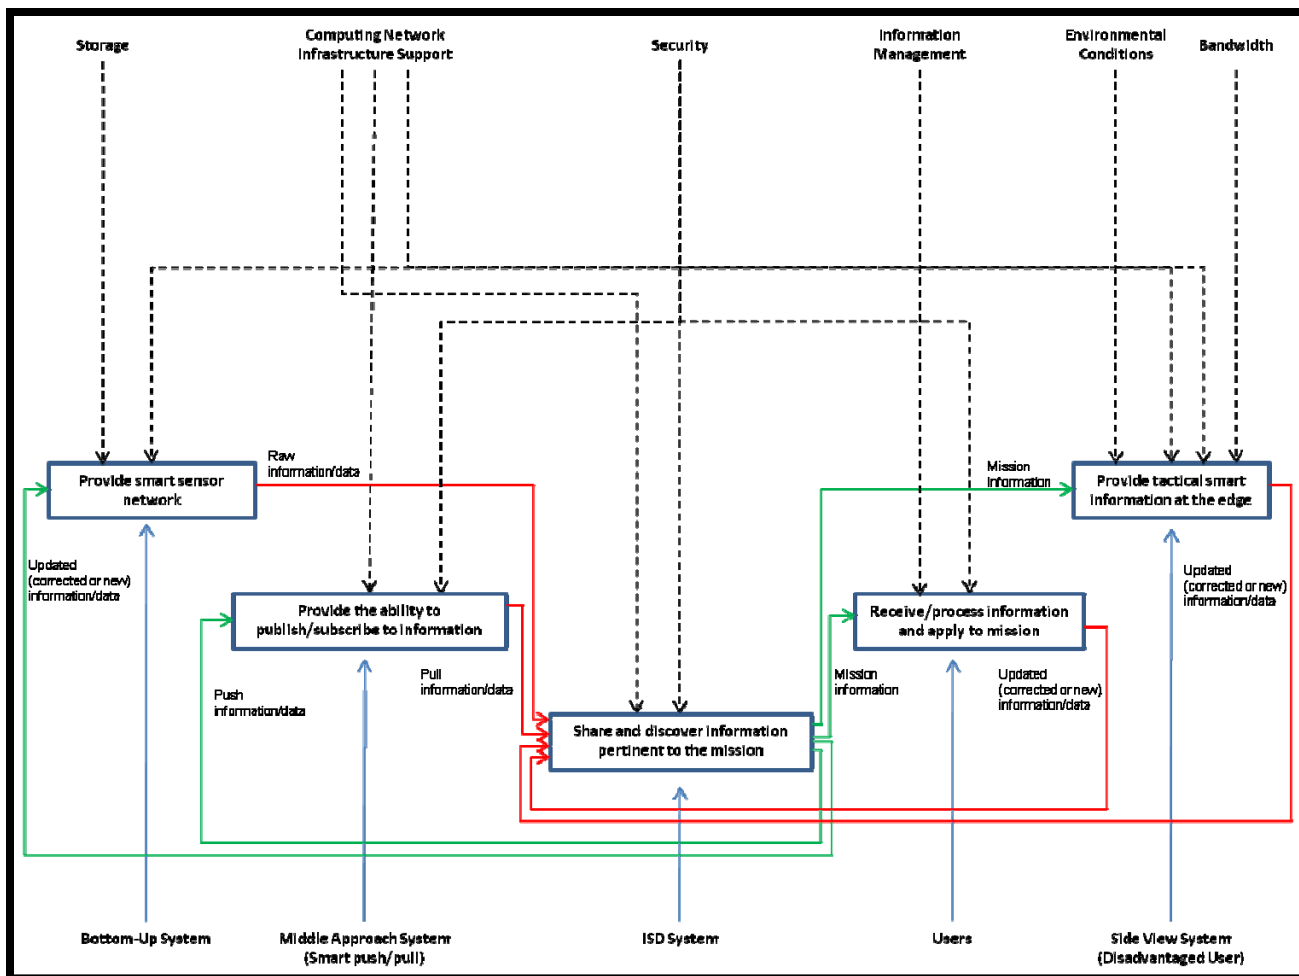 Storage
Computing Network
Infrastructure Support
Security
Information
Management
Environmental
Conditions
Bandwidth
Provide smart sensor
network
Raw
information/data
Mission
Information
Provide tactical smart
information at the edge
Updated
(corrected or new)
information/data
Provide the ability to
publish/subscribe to information
Receive/process information
and apply to mission
Updated
(corrected or new)
information/data
Push
information/data
Pull
information/data
Mission
information
Updated
(corrected or new)
information/data
Share and discover information
pertinent to the mission
Bottom-Up System
Middle Approach System
(Smart push/pull)
ISD System
Users
Side View System
(Disadvantaged User)